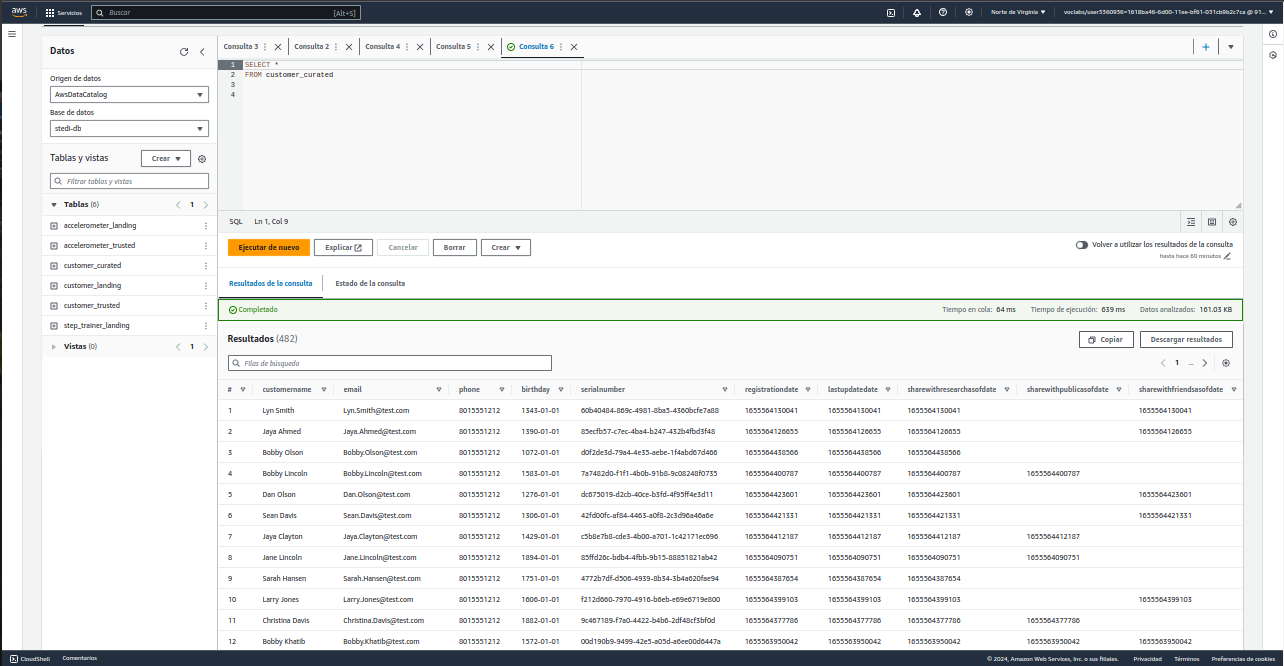 aws Servicios Buscar [Alt+S] Norte de Virginia
Datos
Origen de datos
AwsDataCatalog
Base de datos
stedi-db
Tablas y vistas Crear
Filtrar tablas y vistas
Tablas (6) 1
accelerometer_landing
accelerometer_trusted
customer_curated
customer_landing
customer_trusted
step_trainer_landing
Vistas (0) 1
Consulta 3 Consulta 2 Consulta 4 Consulta 5 Consulta 6
1 SELECT *
2 FROM customer_curated
3
4
SQL Ln 1, Col 9
Ejecutar de nuevo Explicar Cancelar Borrar Crear
Volver a utilizar los resultados de la consulta
hasta hace 60 minutos
Resultados de la consulta Estado de la consulta
Completado Tiempo en cola: 64 ms Tiempo de ejecución: 639 ms Datos analizados: 161.03 KB
Resultados (482) Copiar Descargar resultados
Filas de búsqueda 1 ...
# customername email phone birthday serialnumber registrationdate lastupdatedate sharewithresearchasofdate sharewithpublicasofdate sharewithfriendsasofdate
1 Lyn Smith Lyn.Smith@test.com 8015551212 1343-01-01 60b40484-869c-4981-8ba5-4360bcfe7a88 1655564130041 1655564130041 1655564130041 1655564130041
2 Jaya Ahmed Jaya.Ahmed@test.com 8015551212 1390-01-01 85ecfb57-c7ec-4ba4-b247-432b4fbd3f48 1655564126655 1655564126655 1655564126655 1655564126655
3 Bobby Olson Bobby.Olson@test.com 8015551212 1072-01-01 d0f2de3d-79a4-4e35-aebe-1f4abd67d466 1655564438566 1655564438566 1655564438566
4 Bobby Lincoln Bobby.Lincoln@test.com 8015551212 1583-01-01 7a7482d0-f1f1-4b0b-91b8-9c08248f0735 1655564400787 1655564400787 1655564400787 1655564400787
5 Dan Olson Dan.Olson@test.com 8015551212 1276-01-01 dc675019-d2cb-40ce-b3fd-4f95ff4e3d11 1655564423601 1655564423601 1655564423601 1655564423601
6 Sean Davis Sean.Davis@test.com 8015551212 1306-01-01 42fd00fc-af84-4463-a0f8-2c3d96a46a6e 1655564421331 1655564421331 1655564421331 1655564421331
7 Jaya Clayton Jaya.Clayton@test.com 8015551212 1429-01-01 c5b8e7b8-cde3-4b00-a701-1c42171ec696 1655564412187 1655564412187 1655564412187 1655564412187
8 Jane Lincoln Jane.Lincoln@test.com 8015551212 1894-01-01 85ffd26c-bdb4-4fbb-9b15-88851821ab42 1655564090751 1655564090751 1655564090751 1655564090751
9 Sarah Hansen Sarah.Hansen@test.com 8015551212 1751-01-01 4772b7df-d506-4939-8b34-3b4a620fae94 1655564387654 1655564387654 1655564387654
10 Larry Jones Larry.Jones@test.com 8015551212 1606-01-01 f212d660-7970-4916-b6eb-e69e6719e800 1655564399103 1655564399103 1655564399103 1655564399103
11 Christina Davis Christina.Davis@test.com 8015551212 1882-01-01 9c467189-f7a0-4422-b4b6-2df48cf3bf0d 1655564377786 1655564377786 1655564377786 1655564377786
12 Bobby Khatib Bobby.Khatib@test.com 8015551212 1572-01-01 00d190b9-9499-42e5-a05d-a6ee00d6447a 1655563950042 1655563950042 1655563950042 1655563950042 1655563950042
CloudShell Comentarios © 2024, Amazon Web Services, Inc. o sus filiales. Privacidad Términos Preferencias de cookies